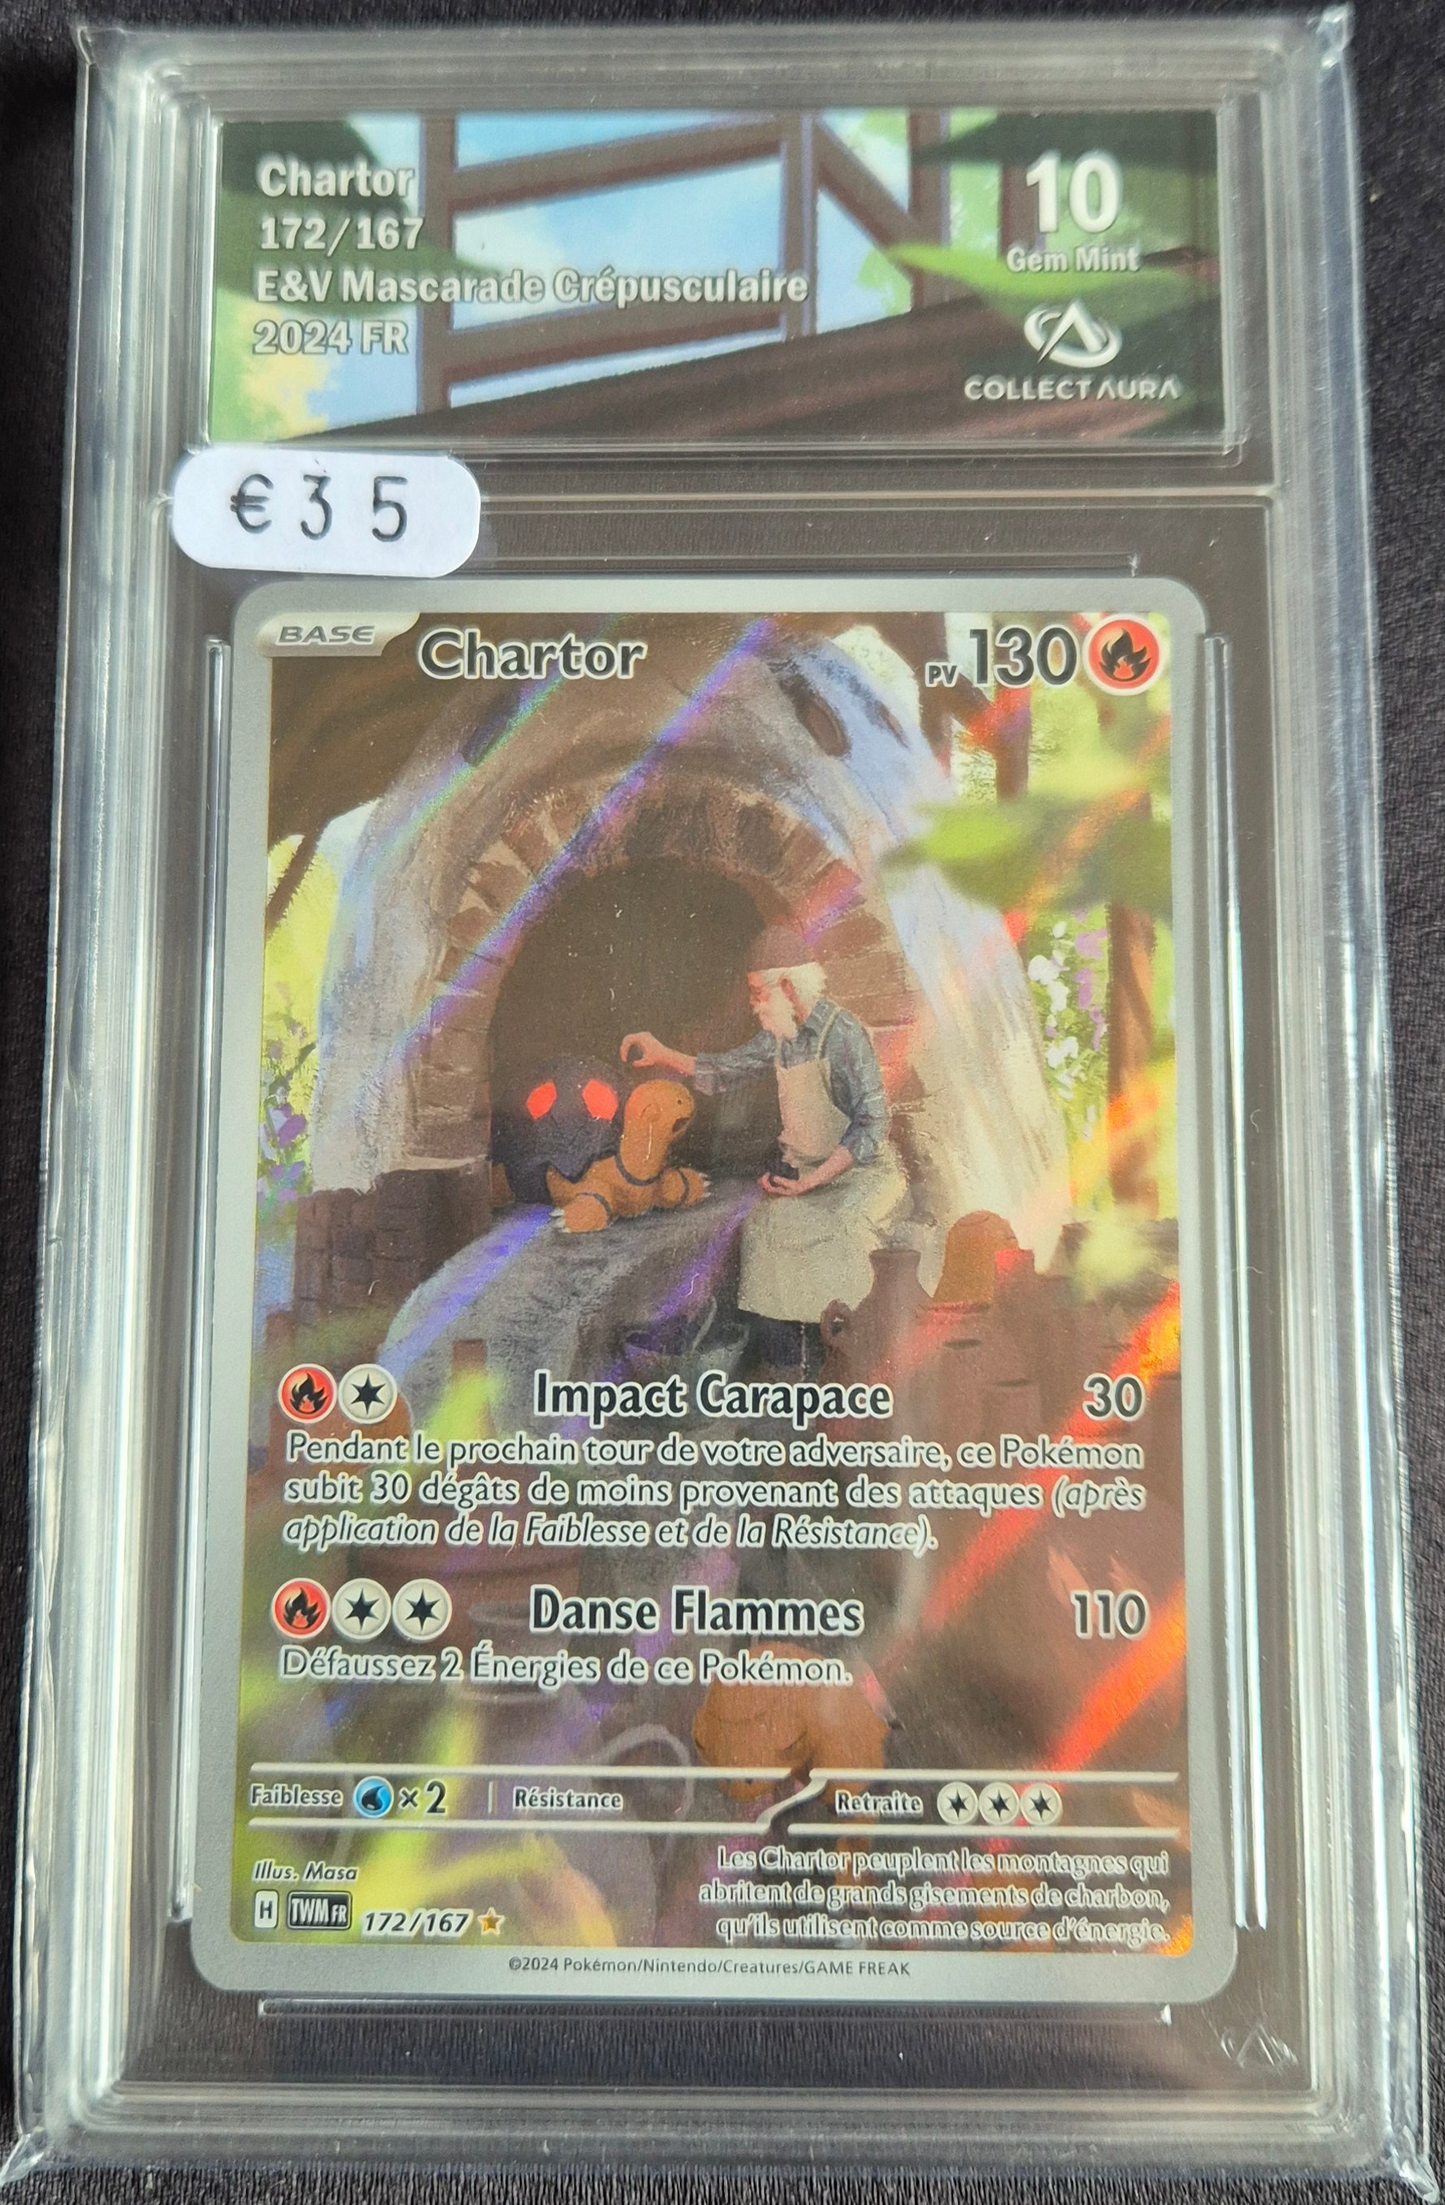 Chartor
172/167
E&V Mascarade Crépusculaire
2024 FR
10
Gem Mint
COLLECT AURA
€35
BASE
Chartor
PV 130
Impact Carapace 30
Pendant le prochain tour de votre adversaire, ce Pokémon
subit 30 dégâts de moins provenant des attaques (après
application de la Faiblesse et de la Résistance).
Danse Flammes 110
Défaussez 2 Énergies de ce Pokémon.
Faiblesse ×2 Résistance Retraite
Illus. Masa
H TWM FR 172/167
Les Chartor peuplent les montagnes qui
abritent de grands gisements de charbon,
qu'ils utilisent comme source d'énergie.
©2024 Pokémon/Nintendo/Creatures/GAME FREAK